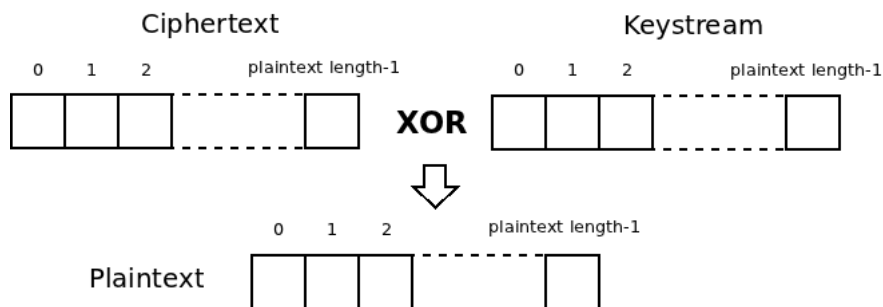 Ciphertext
Keystream
0 1 2 plaintext length-1
0 1 2 plaintext length-1
XOR
0 1 2 plaintext length-1
Plaintext